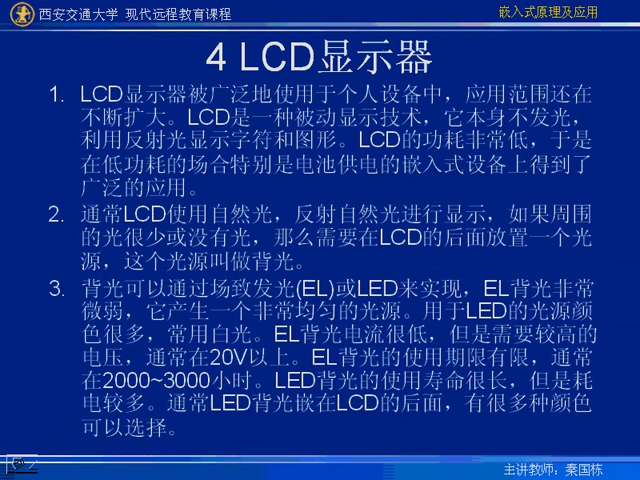 西安交通大学 现代远程教育课程
嵌入式原理及应用
4 LCD显示器
1. LCD显示器被广泛地使用于个人设备中，应用范围还在
不断扩大。LCD是一种被动显示技术，它本身不发光，
利用反射光显示字符和图形。LCD的功耗非常低，于是
在低功耗的场合特别是电池供电的嵌入式设备上得到了
广泛的应用。
2. 通常LCD使用自然光，反射自然光进行显示，如果周围
的光很少或没有光，那么需要在LCD的后面放置一个光
源，这个光源叫做背光。
3. 背光可以通过场致发光(EL)或LED来实现，EL背光非常
微弱，它产生一个非常均匀的光源。用于LED的光源颜
色很多，常用白光。EL背光电流很低，但是需要较高的
电压，通常在20V以上。EL背光的使用期限有限，通常
在2000~3000小时。LED背光的使用寿命很长，但是耗
电较多。通常LED背光嵌在LCD的后面，有很多种颜色
可以选择。
主讲教师：秦国栋